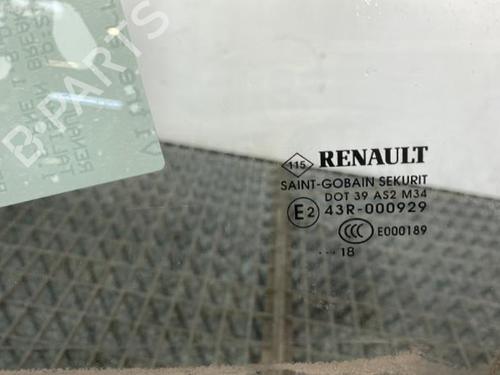 B-PARTS
115 RENAULT
SAINT-GOBAIN SEKURIT
DOT 39 AS2 M34
E2 43R-000929
CCC E000189
... 18